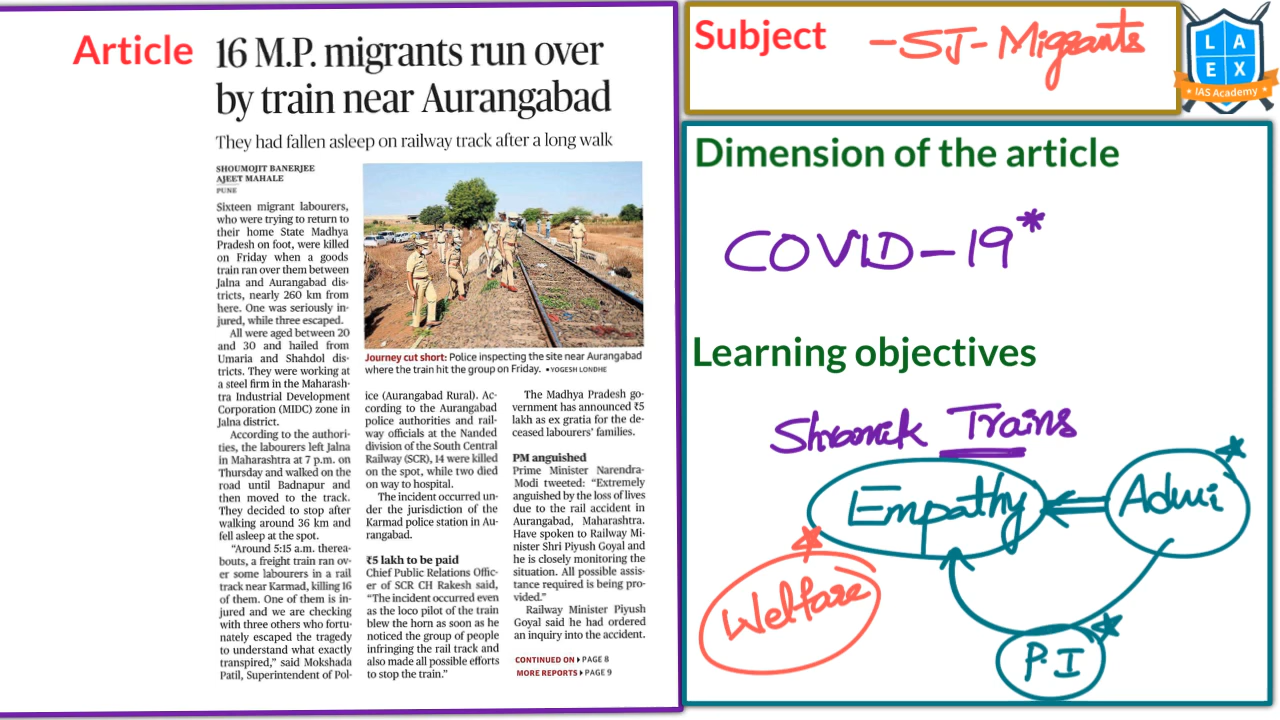 Article
16 M.P. migrants run over
by train near Aurangabad
They had fallen asleep on railway track after a long walk
SHOUMOJIT BANERJEE
AJEET MAHALE
PUNE
Sixteen migrant labourers,
who were trying to return to
their home State Madhya
Pradesh on foot, were killed
on Friday when a goods
train ran over them between
Jalna and Aurangabad dis-
tricts, nearly 260 km from
here. One was seriously in-
jured, while three escaped.
All were aged between 20
and 30 and hailed from
Umaria and Shahdol dis-
tricts. They were working at
a steel firm in the Maharash-
tra Industrial Development
Corporation (MIDC) zone in
Jalna district.
According to the authori-
ties, the labourers left Jalna
in Maharashtra at 7 p.m. on
Thursday and walked on the
road until Badnapur and
then moved to the track.
They decided to stop after
walking around 36 km and
fell asleep at the spot.
"Around 5:15 a.m. therea-
bouts, a freight train ran ov-
er some labourers in a rail
track near Karmad, killing 16
of them. One of them is in-
jured and we are checking
with three others who fortu-
nately escaped the tragedy
to understand what exactly
transpired," said Mokshada
Patil, Superintendent of Pol-
Journey cut short: Police inspecting the site near Aurangabad
where the train hit the group on Friday. •YOGESH LONDHE
ice (Aurangabad Rural). Ac-
cording to the Aurangabad
police authorities and rail-
way officials at the Nanded
division of the South Central
Railway (SCR), 14 were killed
on the spot, while two died
on way to hospital.
The incident occurred un-
der the jurisdiction of the
Karmad police station in Au-
rangabad.
₹5 lakh to be paid
Chief Public Relations Offic-
er of SCR CH Rakesh said,
"The incident occurred even
as the loco pilot of the train
blew the horn as soon as he
noticed the group of people
infringing the rail track and
also made all possible efforts
to stop the train."
The Madhya Pradesh go-
vernment has announced ₹5
lakh as ex gratia for the de-
ceased labourers' families.
PM anguished
Prime Minister Narendra-
Modi tweeted: "Extremely
anguished by the loss of lives
due to the rail accident in
Aurangabad, Maharashtra.
Have spoken to Railway Mi-
nister Shri Piyush Goyal and
he is closely monitoring the
situation. All possible assis-
tance required is being pro-
vided."
Railway Minister Piyush
Goyal said he had ordered
an inquiry into the accident.
CONTINUED ON ▸ PAGE 8
MORE REPORTS ▸ PAGE 9
Subject - SJ - Migrants
L A
E X
IAS Academy
Dimension of the article
COVID-19*
Learning objectives
Shramik Trains
Empathy
Admi
Welfare
P.I